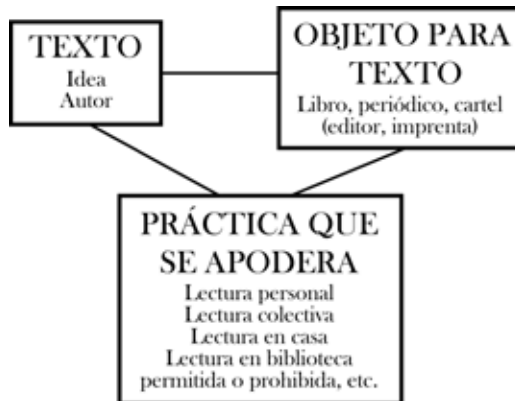 TEXTO
Idea
Autor
OBJETO PARA
TEXTO
Libro, periódico, cartel
(editor, imprenta)
PRÁCTICA QUE
SE APODERA
Lectura personal
Lectura colectiva
Lectura en casa
Lectura en biblioteca
permitida o prohibida, etc.